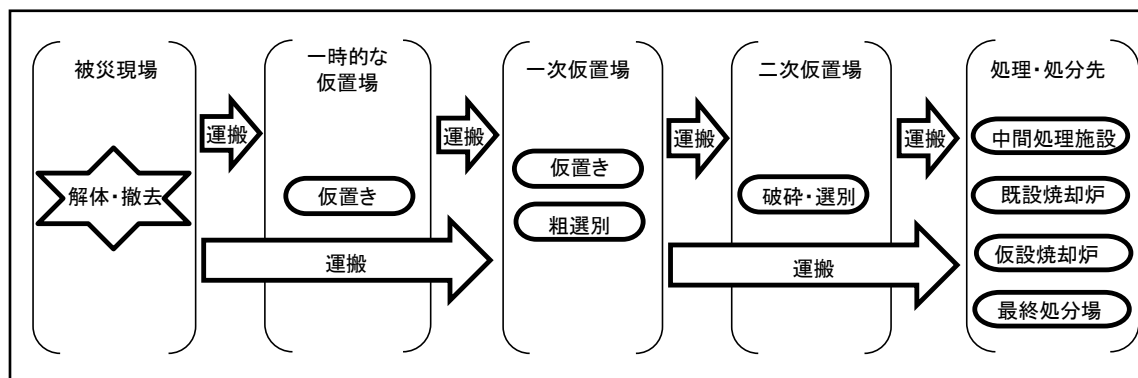 被災現場
解体・撤去
運搬
運搬
一時的な
仮置場
仮置き
運搬
一次仮置場
仮置き
粗選別
運搬
運搬
二次仮置場
破砕・選別
運搬
処理・処分先
中間処理施設
既設焼却炉
仮設焼却炉
最終処分場